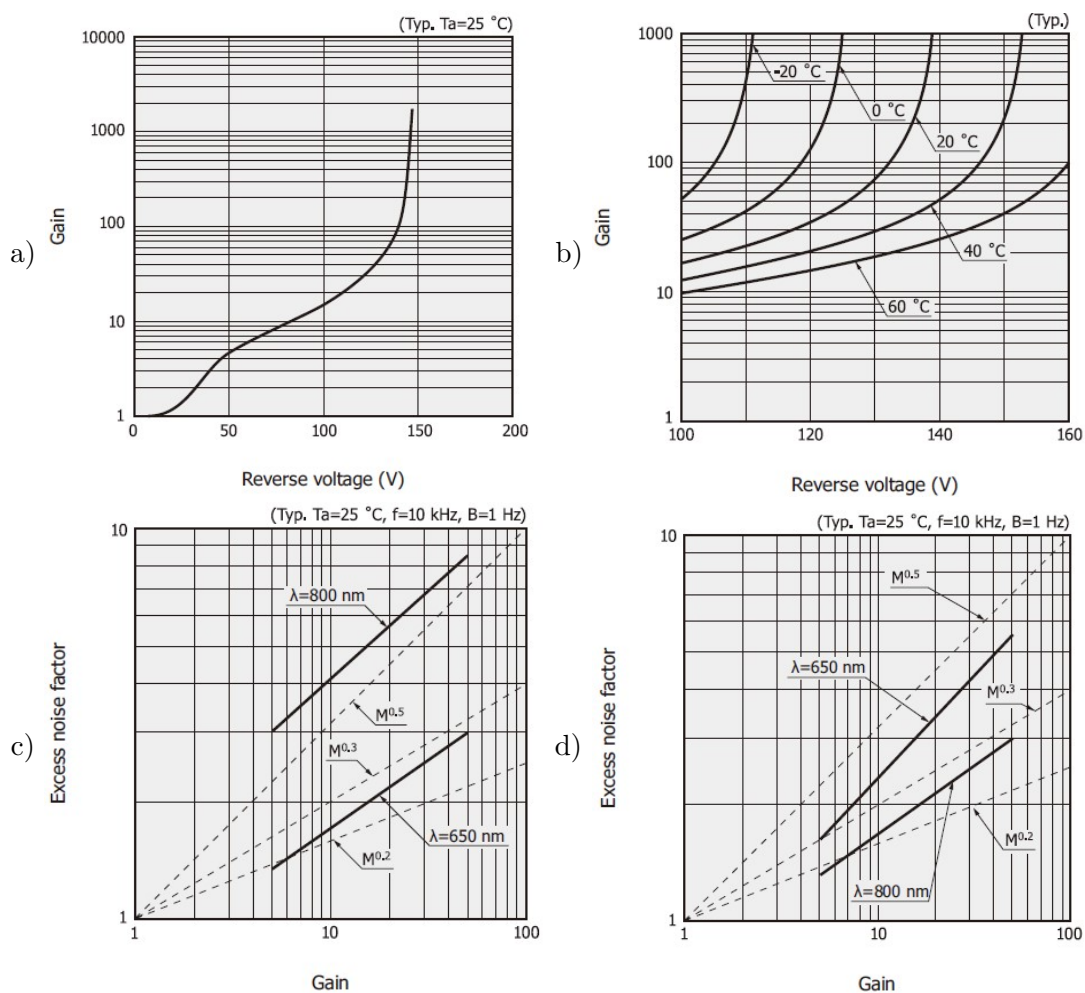 (Typ. Ta=25 °C)
10000
1000
100
10
1
Gain
a)
0 50 100 150 200
Reverse voltage (V)
(Typ.)
1000
100
10
1
Gain
b)
-20 °C
0 °C
20 °C
40 °C
60 °C
100 120 140 160
Reverse voltage (V)
(Typ. Ta=25 °C, f=10 kHz, B=1 Hz)
10
1
Excess noise factor
c)
λ=800 nm
M0.5
M0.3
λ=650 nm
M0.2
1 10 100
Gain
(Typ. Ta=25 °C, f=10 kHz, B=1 Hz)
10
1
Excess noise factor
d)
M0.5
λ=650 nm
M0.3
M0.2
λ=800 nm
1 10 100
Gain